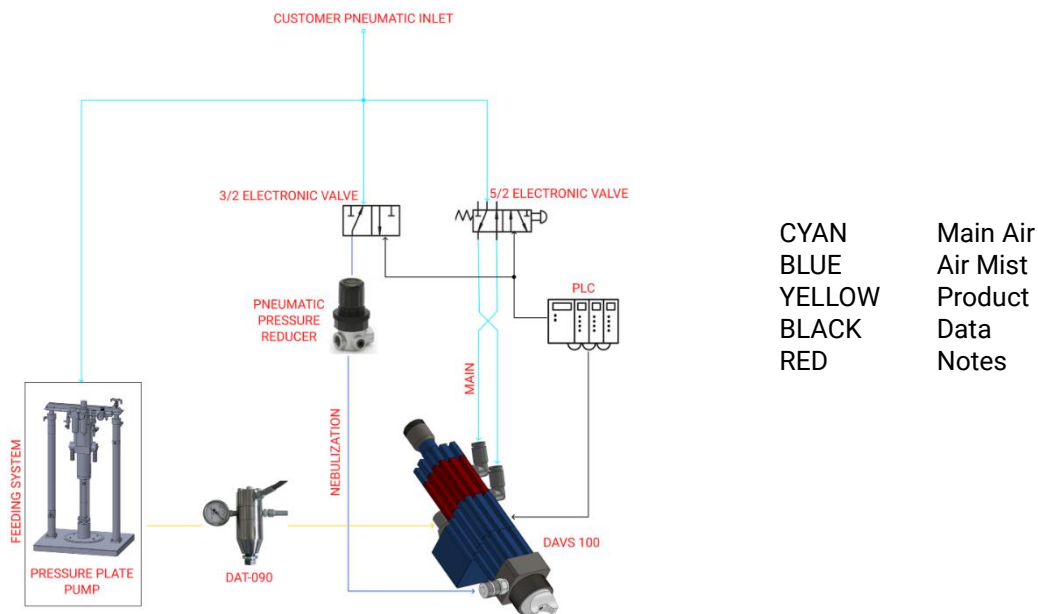 CUSTOMER PNEUMATIC INLET
3/2 ELECTRONIC VALVE
5/2 ELECTRONIC VALVE
PLC
PNEUMATIC
PRESSURE
REDUCER
MAIN
NEBULIZATION
FEEDING SYSTEM
PRESSURE PLATE
PUMP
DAT-090
DAVS 100
CYAN Main Air
BLUE Air Mist
YELLOW Product
BLACK Data
RED Notes